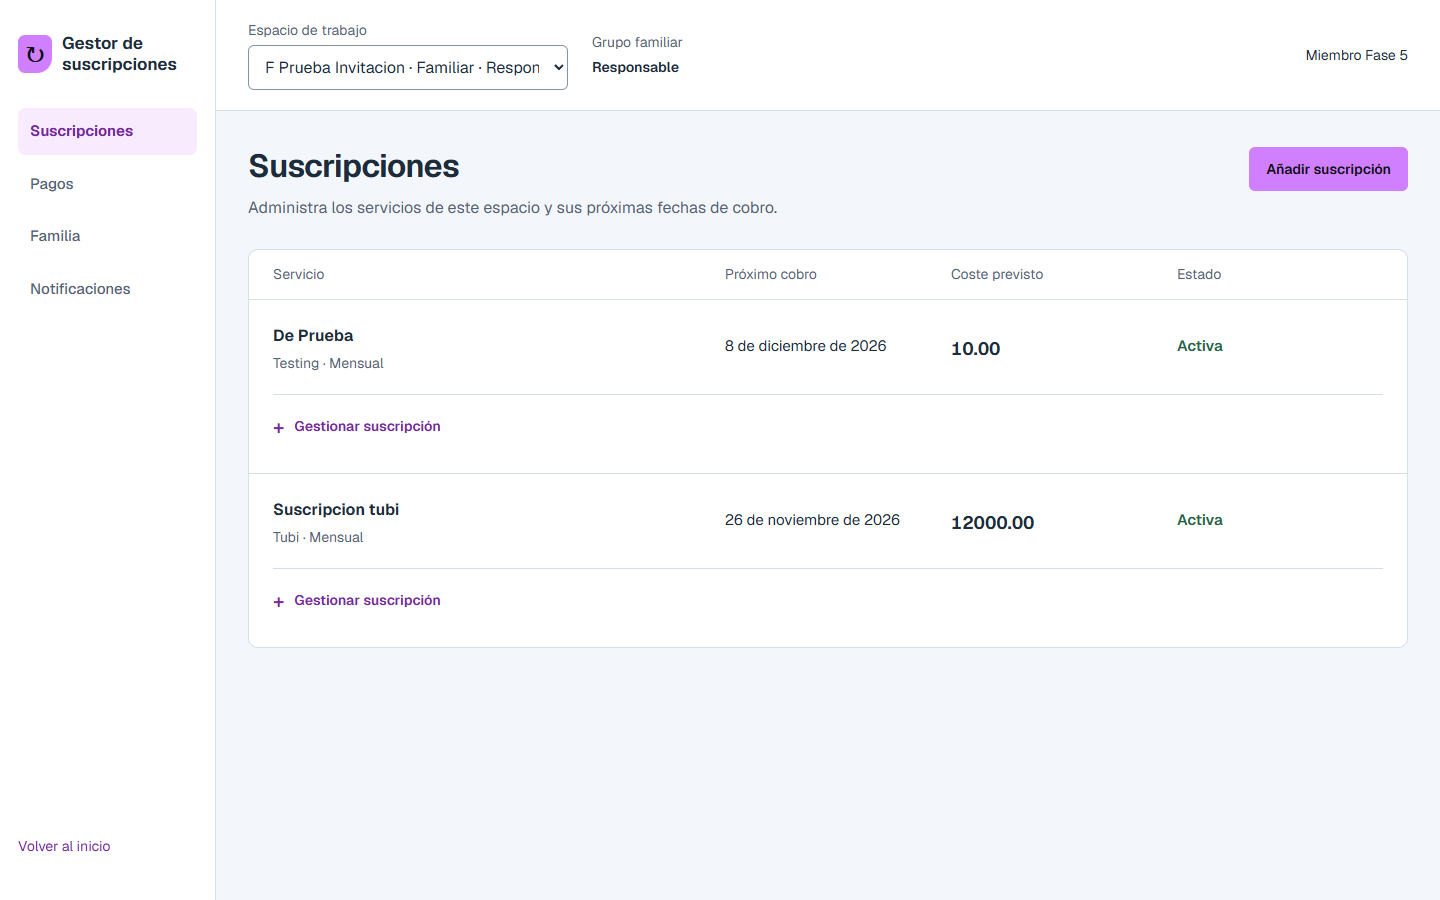 Gestor de
suscripciones
Suscripciones
Pagos
Familia
Notificaciones
Volver al inicio
Espacio de trabajo
F Prueba Invitacion · Familiar · Respon
Grupo familiar
Responsable
Miembro Fase 5
Suscripciones
Administra los servicios de este espacio y sus próximas fechas de cobro.
Añadir suscripción
Servicio Próximo cobro Coste previsto Estado
De Prueba
Testing · Mensual
8 de diciembre de 2026 10.00 Activa
+ Gestionar suscripción
Suscripcion tubi
Tubi · Mensual
26 de noviembre de 2026 12000.00 Activa
+ Gestionar suscripción